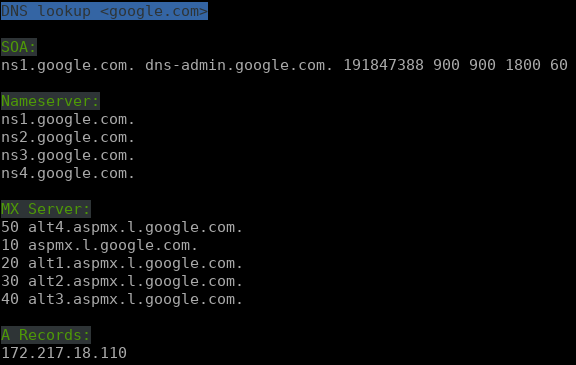 DNS lookup <google.com>
SOA:
ns1.google.com. dns-admin.google.com. 191847388 900 900 1800 60
Nameserver:
ns1.google.com.
ns2.google.com.
ns3.google.com.
ns4.google.com.
MX Server:
50 alt4.aspmx.l.google.com.
10 aspmx.l.google.com.
20 alt1.aspmx.l.google.com.
30 alt2.aspmx.l.google.com.
40 alt3.aspmx.l.google.com.
A Records:
172.217.18.110